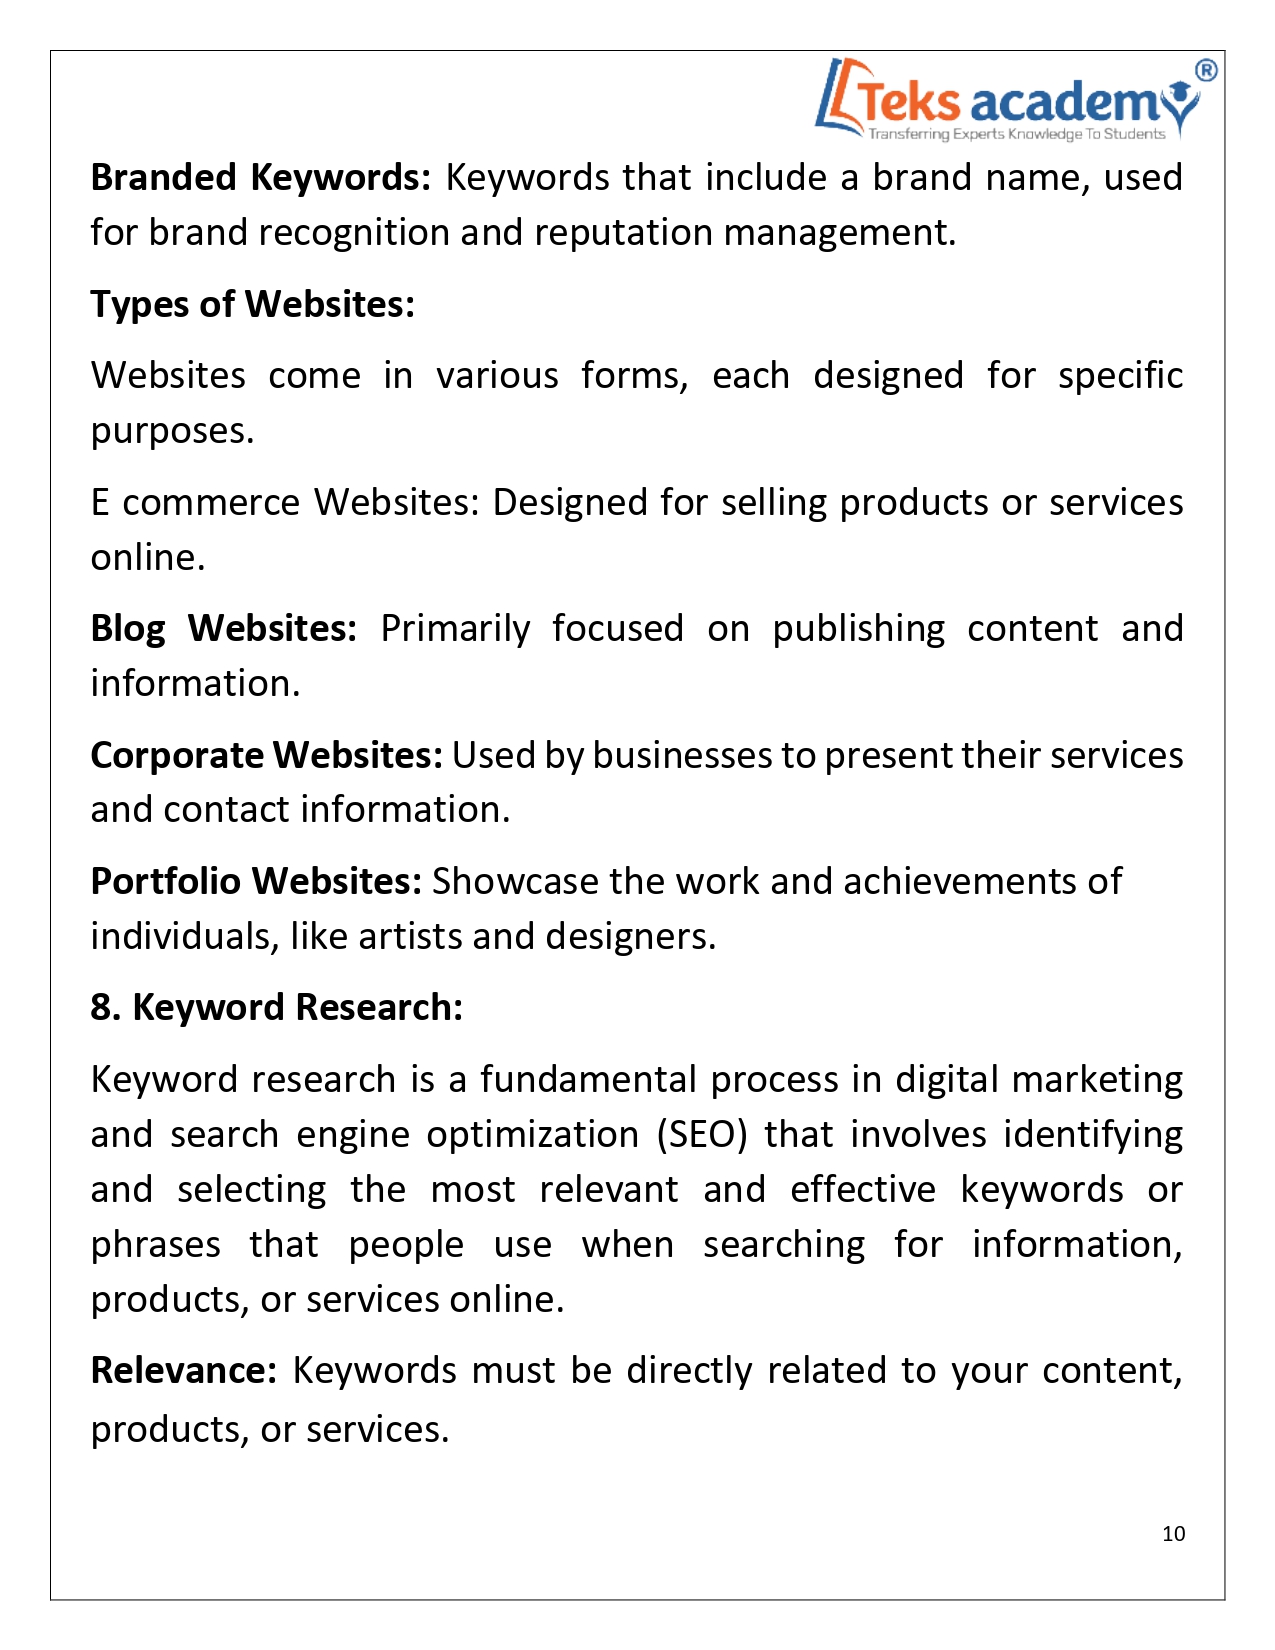 Teks academy®
Transferring Experts Knowledge To Students
Branded Keywords: Keywords that include a brand name, used
for brand recognition and reputation management.
Types of Websites:
Websites come in various forms, each designed for specific
purposes.
E commerce Websites: Designed for selling products or services
online.
Blog Websites: Primarily focused on publishing content and
information.
Corporate Websites: Used by businesses to present their services
and contact information.
Portfolio Websites: Showcase the work and achievements of
individuals, like artists and designers.
8. Keyword Research:
Keyword research is a fundamental process in digital marketing
and search engine optimization (SEO) that involves identifying
and selecting the most relevant and effective keywords or
phrases that people use when searching for information,
products, or services online.
Relevance: Keywords must be directly related to your content,
products, or services.
10